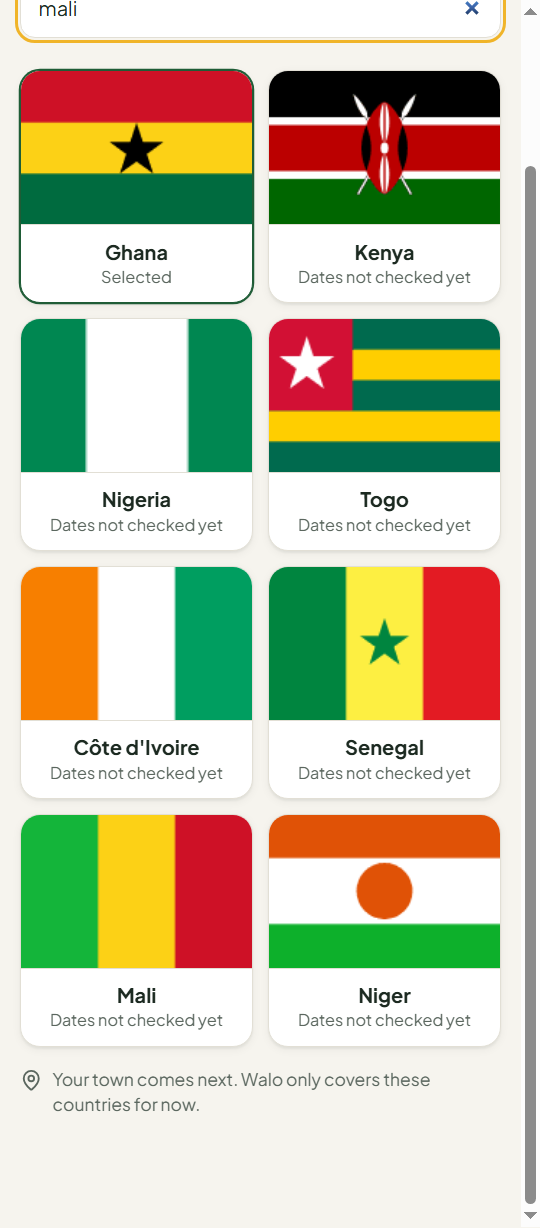 mali
Ghana
Selected
Kenya
Dates not checked yet
Nigeria
Dates not checked yet
Togo
Dates not checked yet
Côte d'Ivoire
Dates not checked yet
Senegal
Dates not checked yet
Mali
Dates not checked yet
Niger
Dates not checked yet
Your town comes next. Walo only covers these
countries for now.